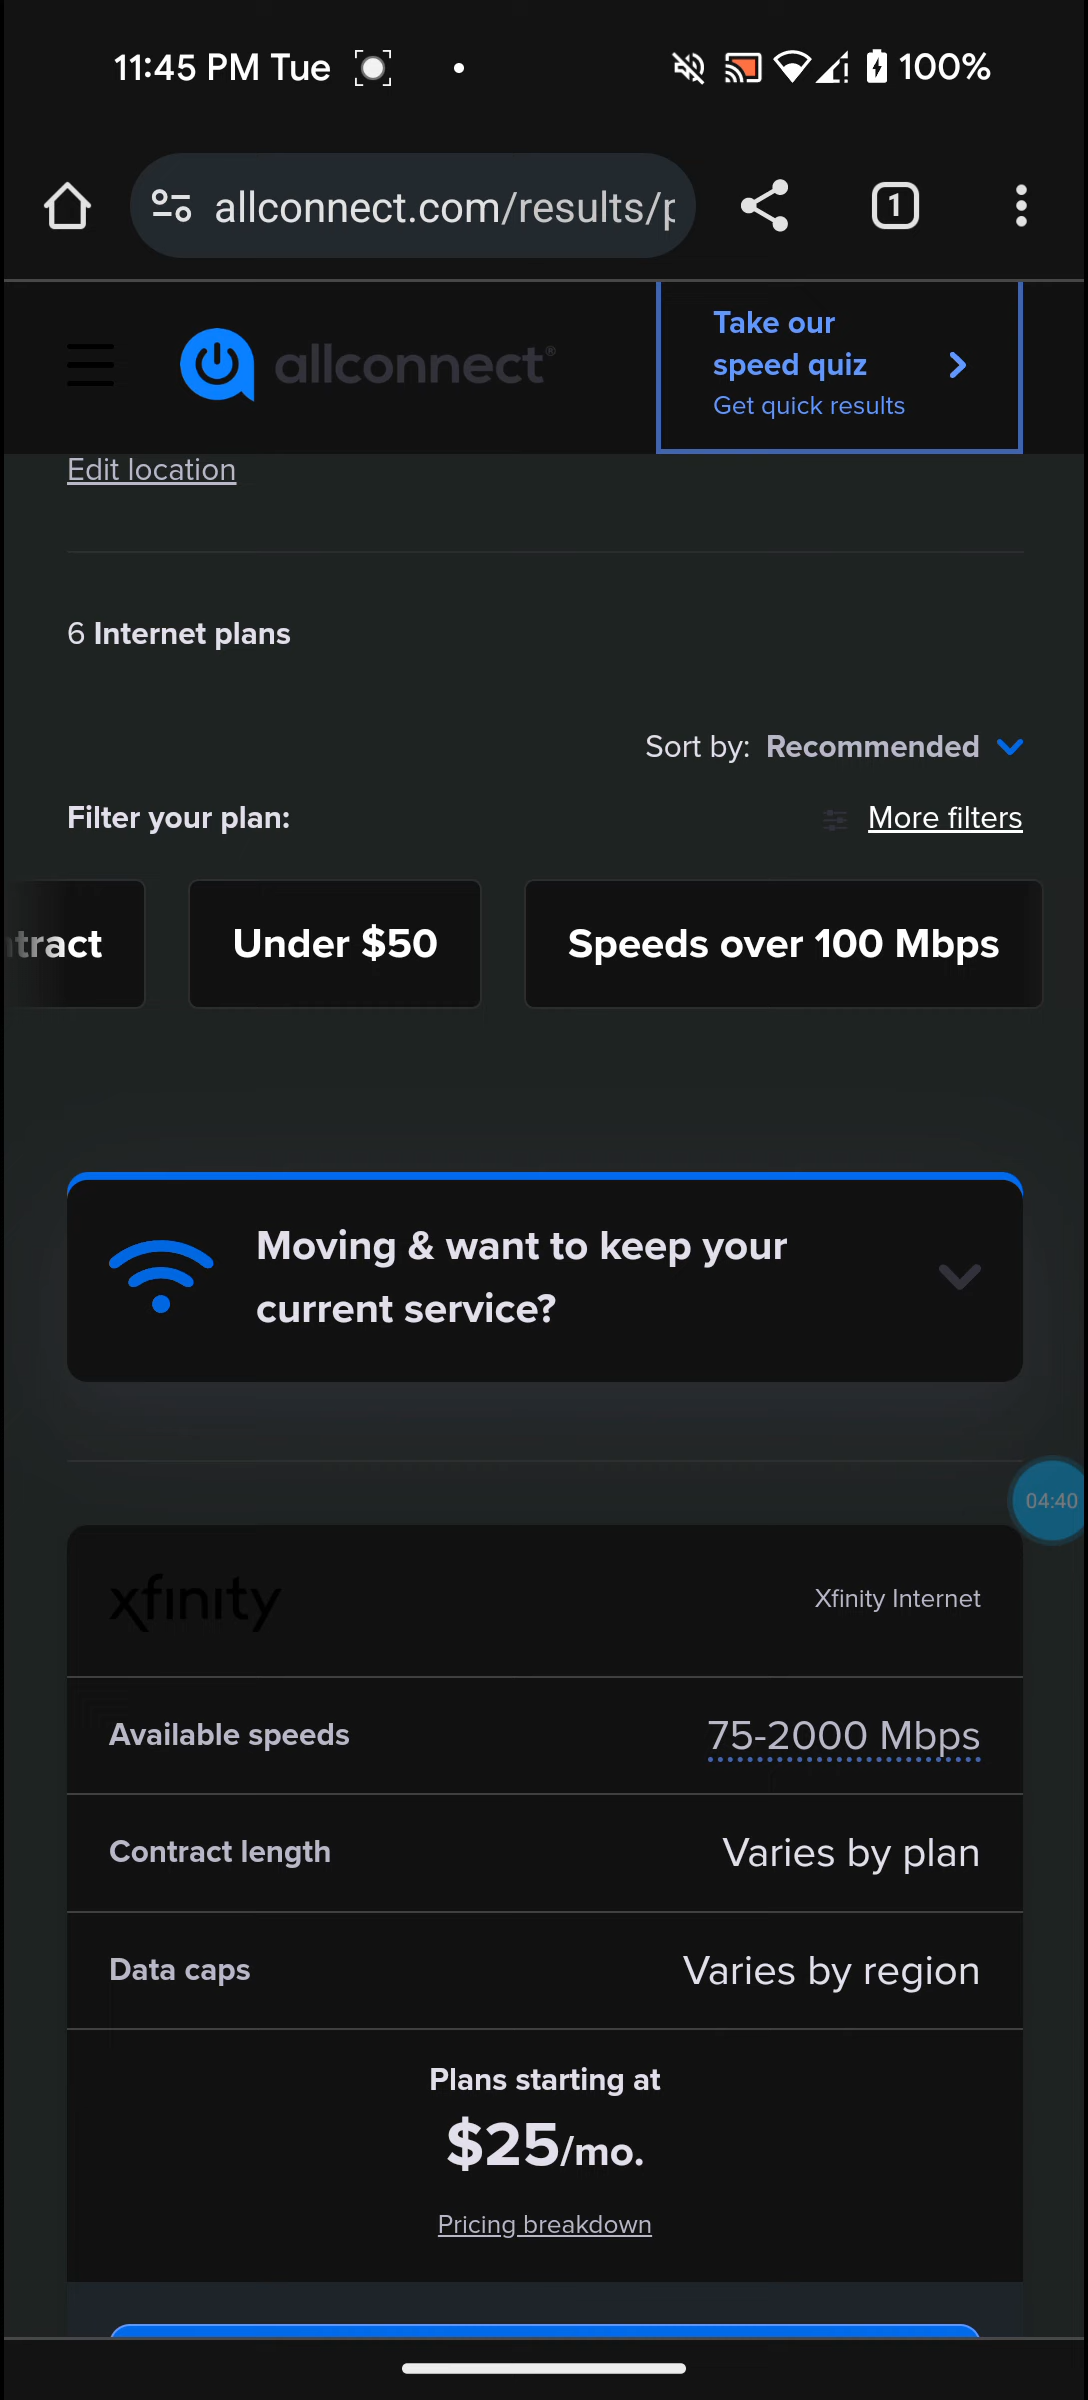 11:45 PM Tue
100%
allconnect.com/results/p
1
allconnect®
Take our
speed quiz
Get quick results
Edit location
6 Internet plans
Sort by: Recommended
Filter your plan:
More filters
tract
Under $50
Speeds over 100 Mbps
Moving & want to keep your
current service?
04:40
xfinity
Xfinity Internet
Available speeds
75-2000 Mbps
Contract length
Varies by plan
Data caps
Varies by region
Plans starting at
$25/mo.
Pricing breakdown